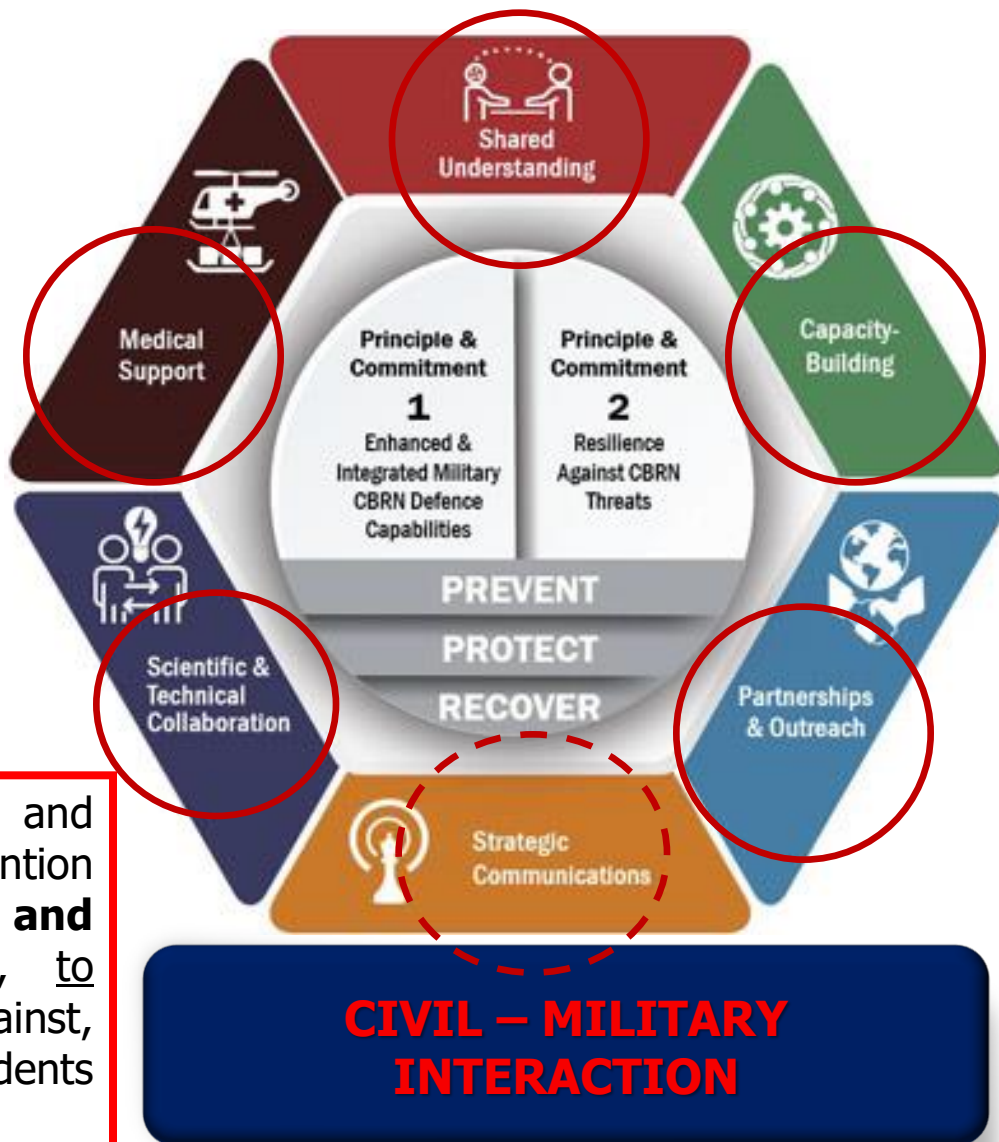 Shared
Understanding
Medical
Support
Capacity-
Building
Principle &
Commitment
1
Enhanced &
Integrated Military
CBRN Defence
Capabilities
Principle &
Commitment
2
Resilience
Against CBRN
Threats
PREVENT
PROTECT
RECOVER
Scientific &
Technical
Collaboration
Partnerships
& Outreach
Strategic
Communications
and
ntion
and
, to
ainst,
dents
CIVIL – MILITARY
INTERACTION